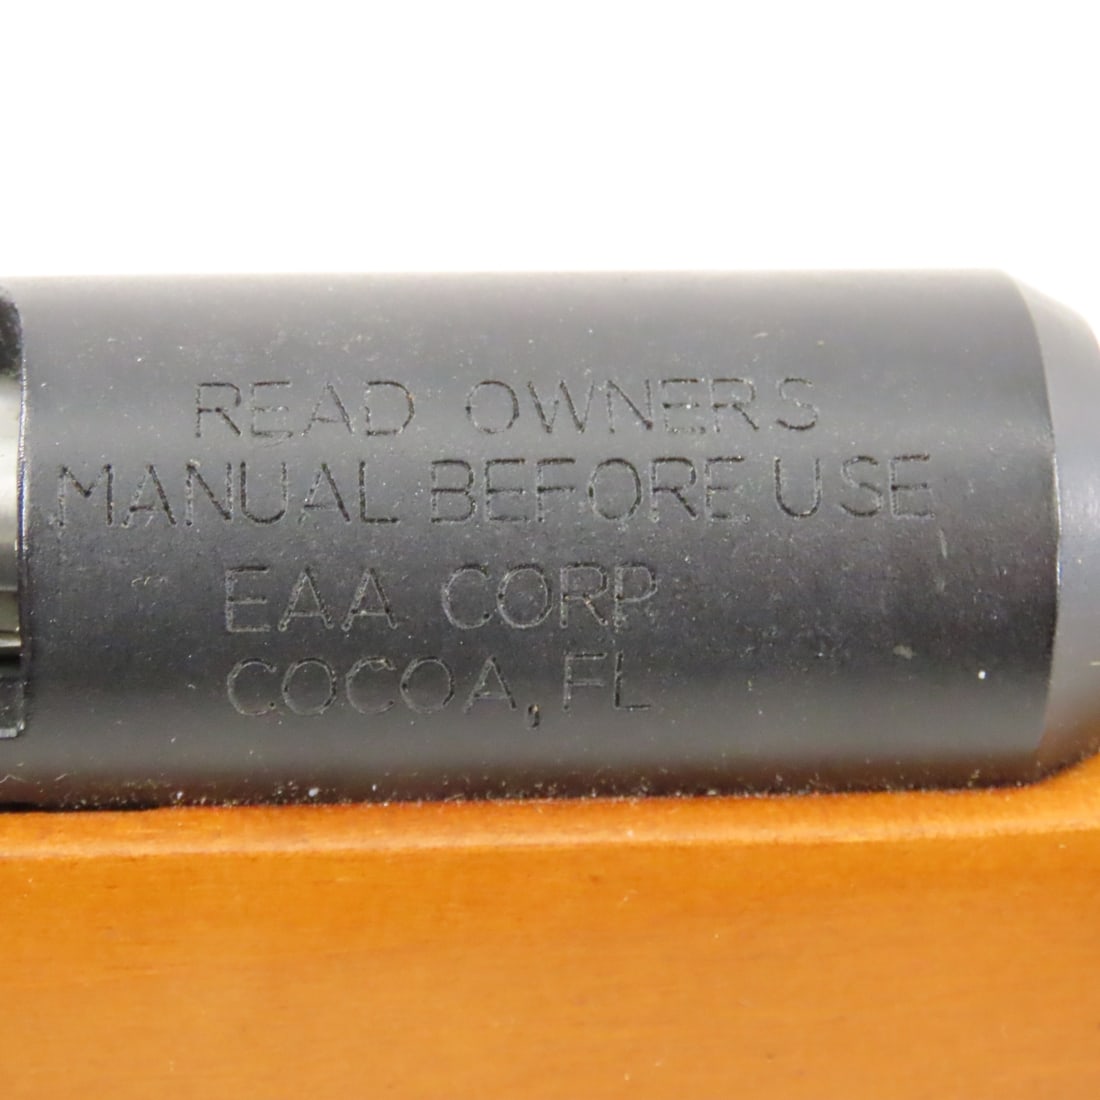 READ OWNERS
MANUAL BEFORE USE
EAA CORP
COCOA, FL